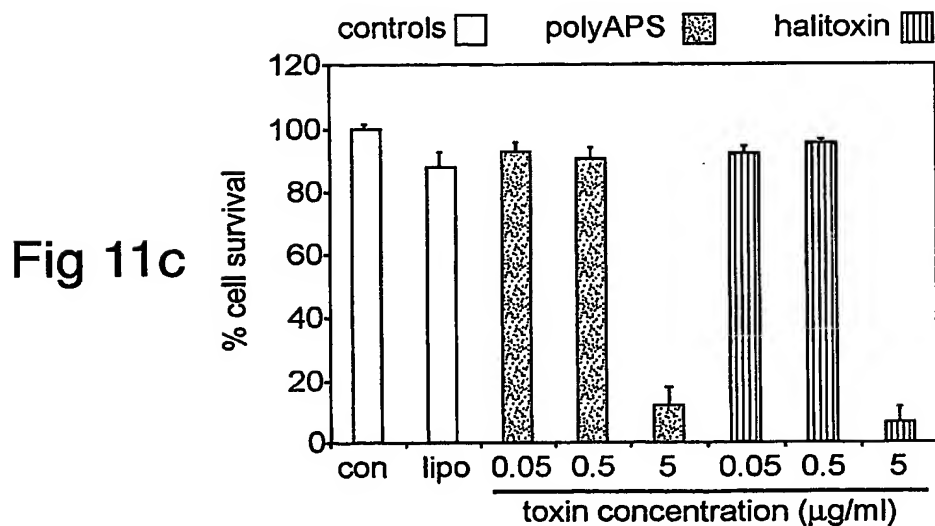 controls polyAPS halitoxin
120
100
80
60
40
20
0
% cell survival
Fig 11c
con lipo 0.05 0.5 5 0.05 0.5 5
toxin concentration (µg/ml)